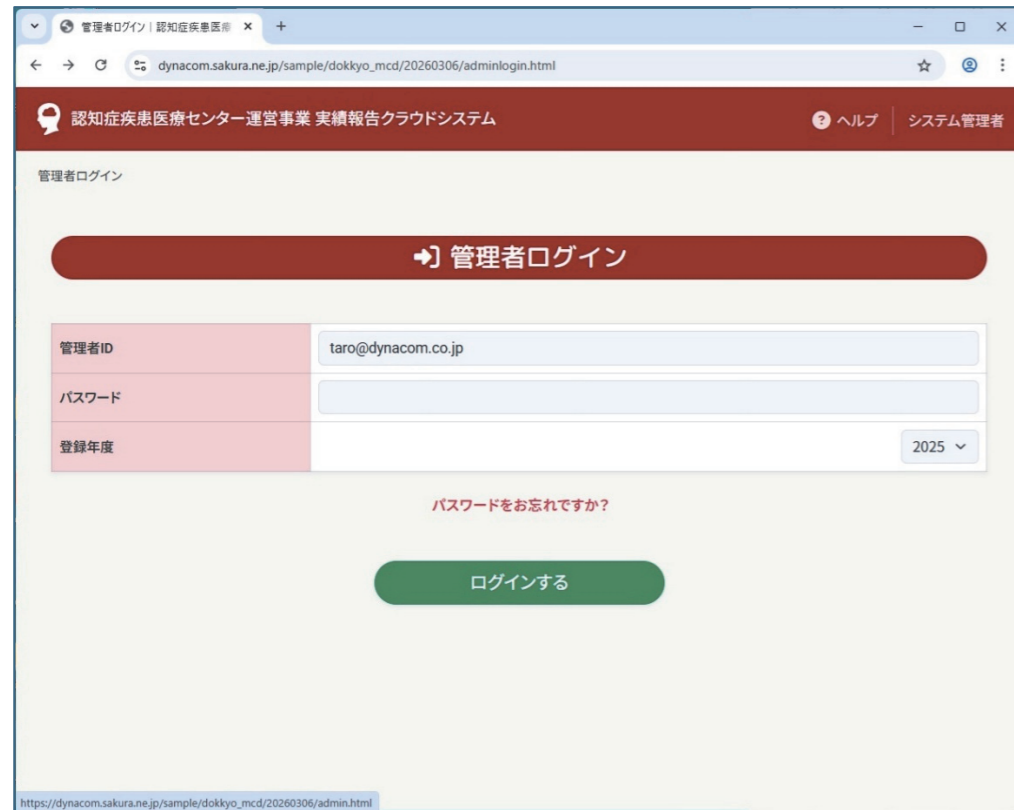 管理者ログイン | 認知症疾患医療
dynacom.sakura.ne.jp/sample/dokkyo_mcd/20260306/adminlogin.html
認知症疾患医療センター運営事業 実績報告クラウドシステム
ヘルプ
システム管理者
管理者ログイン
管理者ログイン
管理者ID
taro@dynacom.co.jp
パスワード
登録年度
2025
パスワードをお忘れですか?
ログインする
https://dynacom.sakura.ne.jp/sample/dokkyo_mcd/20260306/admin.html